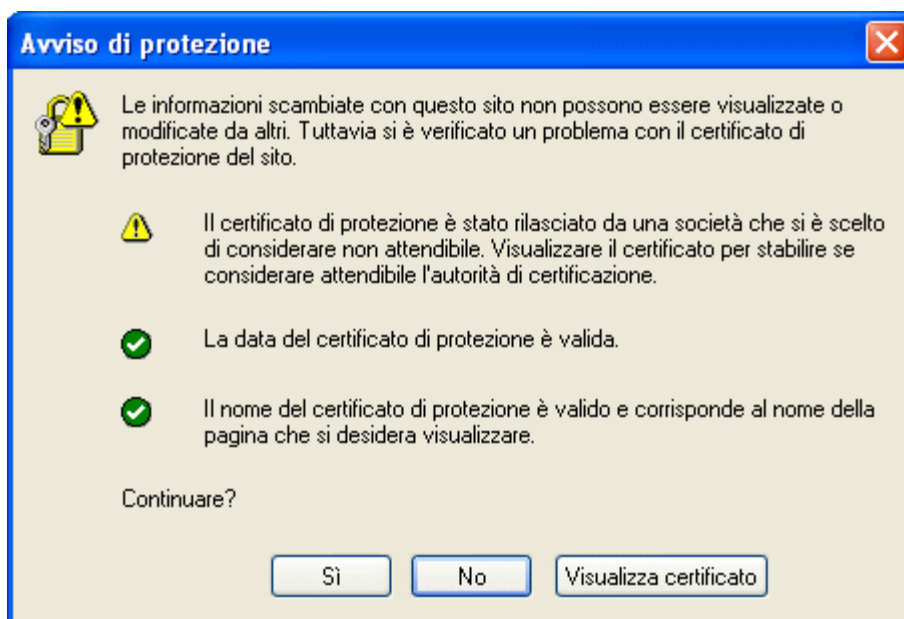 Avviso di protezione
Le informazioni scambiate con questo sito non possono essere visualizzate o
modificate da altri. Tuttavia si è verificato un problema con il certificato di
protezione del sito.
Il certificato di protezione è stato rilasciato da una società che si è scelto
di considerare non attendibile. Visualizzare il certificato per stabilire se
considerare attendibile l'autorità di certificazione.
La data del certificato di protezione è valida.
Il nome del certificato di protezione è valido e corrisponde al nome della
pagina che si desidera visualizzare.
Continuare?
Sì No Visualizza certificato